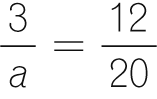 3/a = 12/20